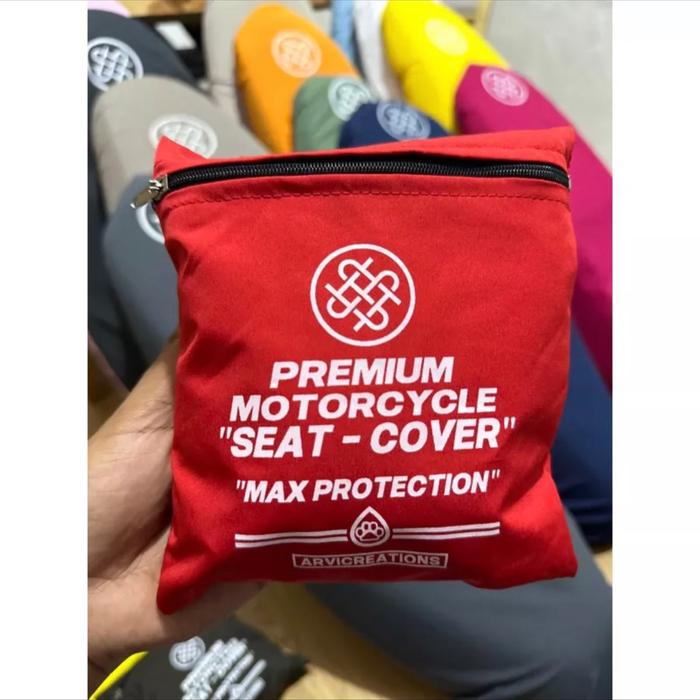 PREMIUM
MOTORCYCLE
"SEAT - COVER"
"MAX PROTECTION"
ARVICREATIONS